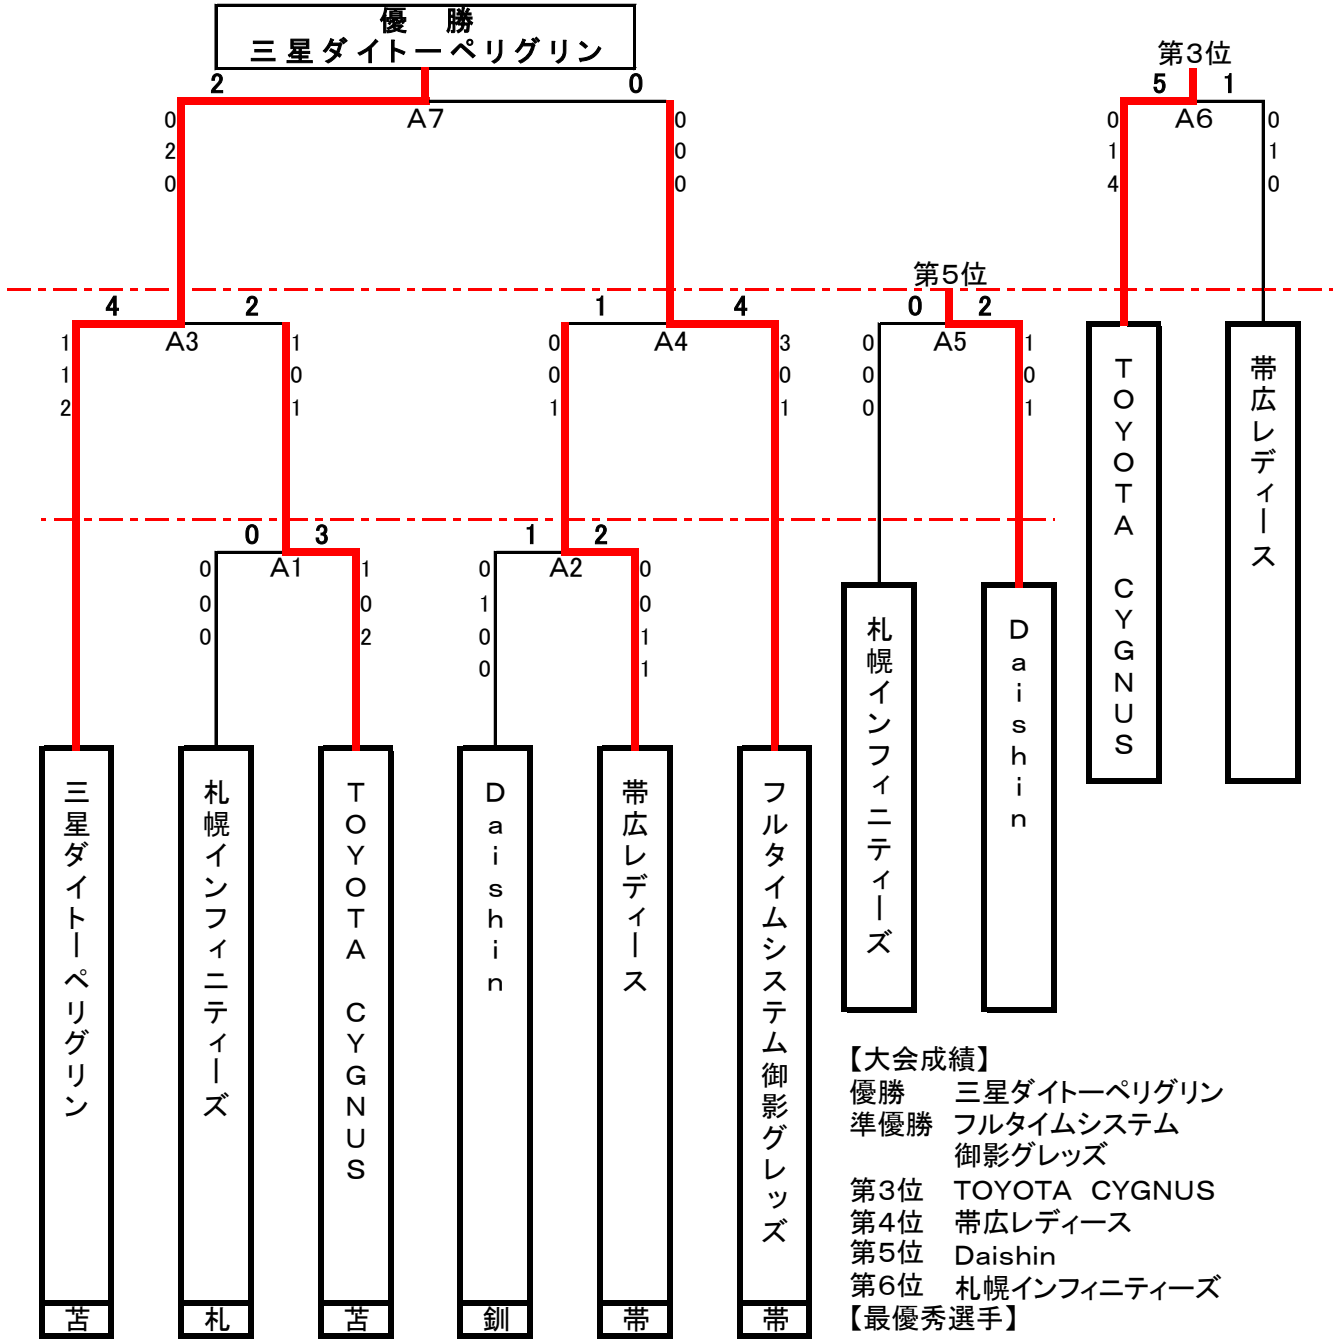 優　勝
三星ダイトーペリグリン
2 0
A7
0 0
2 0
0 0
第3位
5 1
A6
0 0
1 1
4 0
4 2
A3
1 1
1 0
2 1
1 4
A4
0 3
0 0
1 1
第5位
0 2
A5
0 1
0 0
0 1
TOYOTA　CYGNUS
帯広レディース
0 3
A1
0 1
0 0
0 2
1 2
A2
0 0
1 0
0 1
0 1
札幌インフィニティーズ
Daishin
三星ダイトーペリグリン
札幌インフィニティーズ
TOYOTA　CYGNUS
Daishin
帯広レディース
フルタイムシステム御影グレッズ
苫 札 苫 釧 帯 帯
【大会成績】
優勝　三星ダイトーペリグリン
準優勝　フルタイムシステム
御影グレッズ
第3位　TOYOTA　CYGNUS
第4位　帯広レディース
第5位　Daishin
第6位　札幌インフィニティーズ
【最優秀選手】